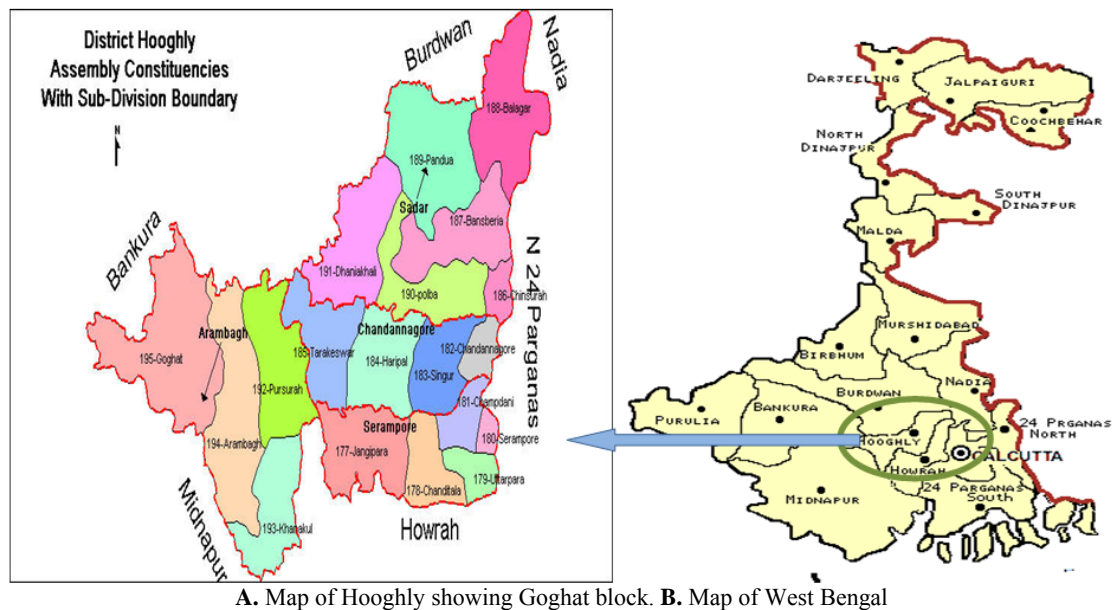 District Hooghly
Assembly Constituencies
With Sub-Division Boundary
N
Burdwan
Nadia
188-Balagar
189-Pandua
Sadar
187-Bansberia
Bankura
191-Dhaniakhali
190-polba
186-Chinsurah
N 24 Parganas
Arambagh
Chandannagore
182-Chandannagore
195-Goghat
185-Tarakeswar
184-Haripal
183-Singur
192-Pursurah
181-Champdani
Serampore
180-Serampore
194-Arambagh
177-Jangipara
178-Chanditala
179-Uttarpara
193-Khanakul
Midnapur
Howrah
DARJEELING
JALPAIGURI
COOCHBEHAR
NORTH
DINAJPUR
SOUTH
DINAJPUR
MALDA
MURSHIDABAD
BIRBHUM
NADIA
BURDWAN
BANKURA
PURULIA
24 PRGANAS
NORTH
HOOGHLY
CALCUTTA
HOWRAH
24 PARGANAS
SOUTH
MIDNAPUR
A. Map of Hooghly showing Goghat block. B. Map of West Bengal